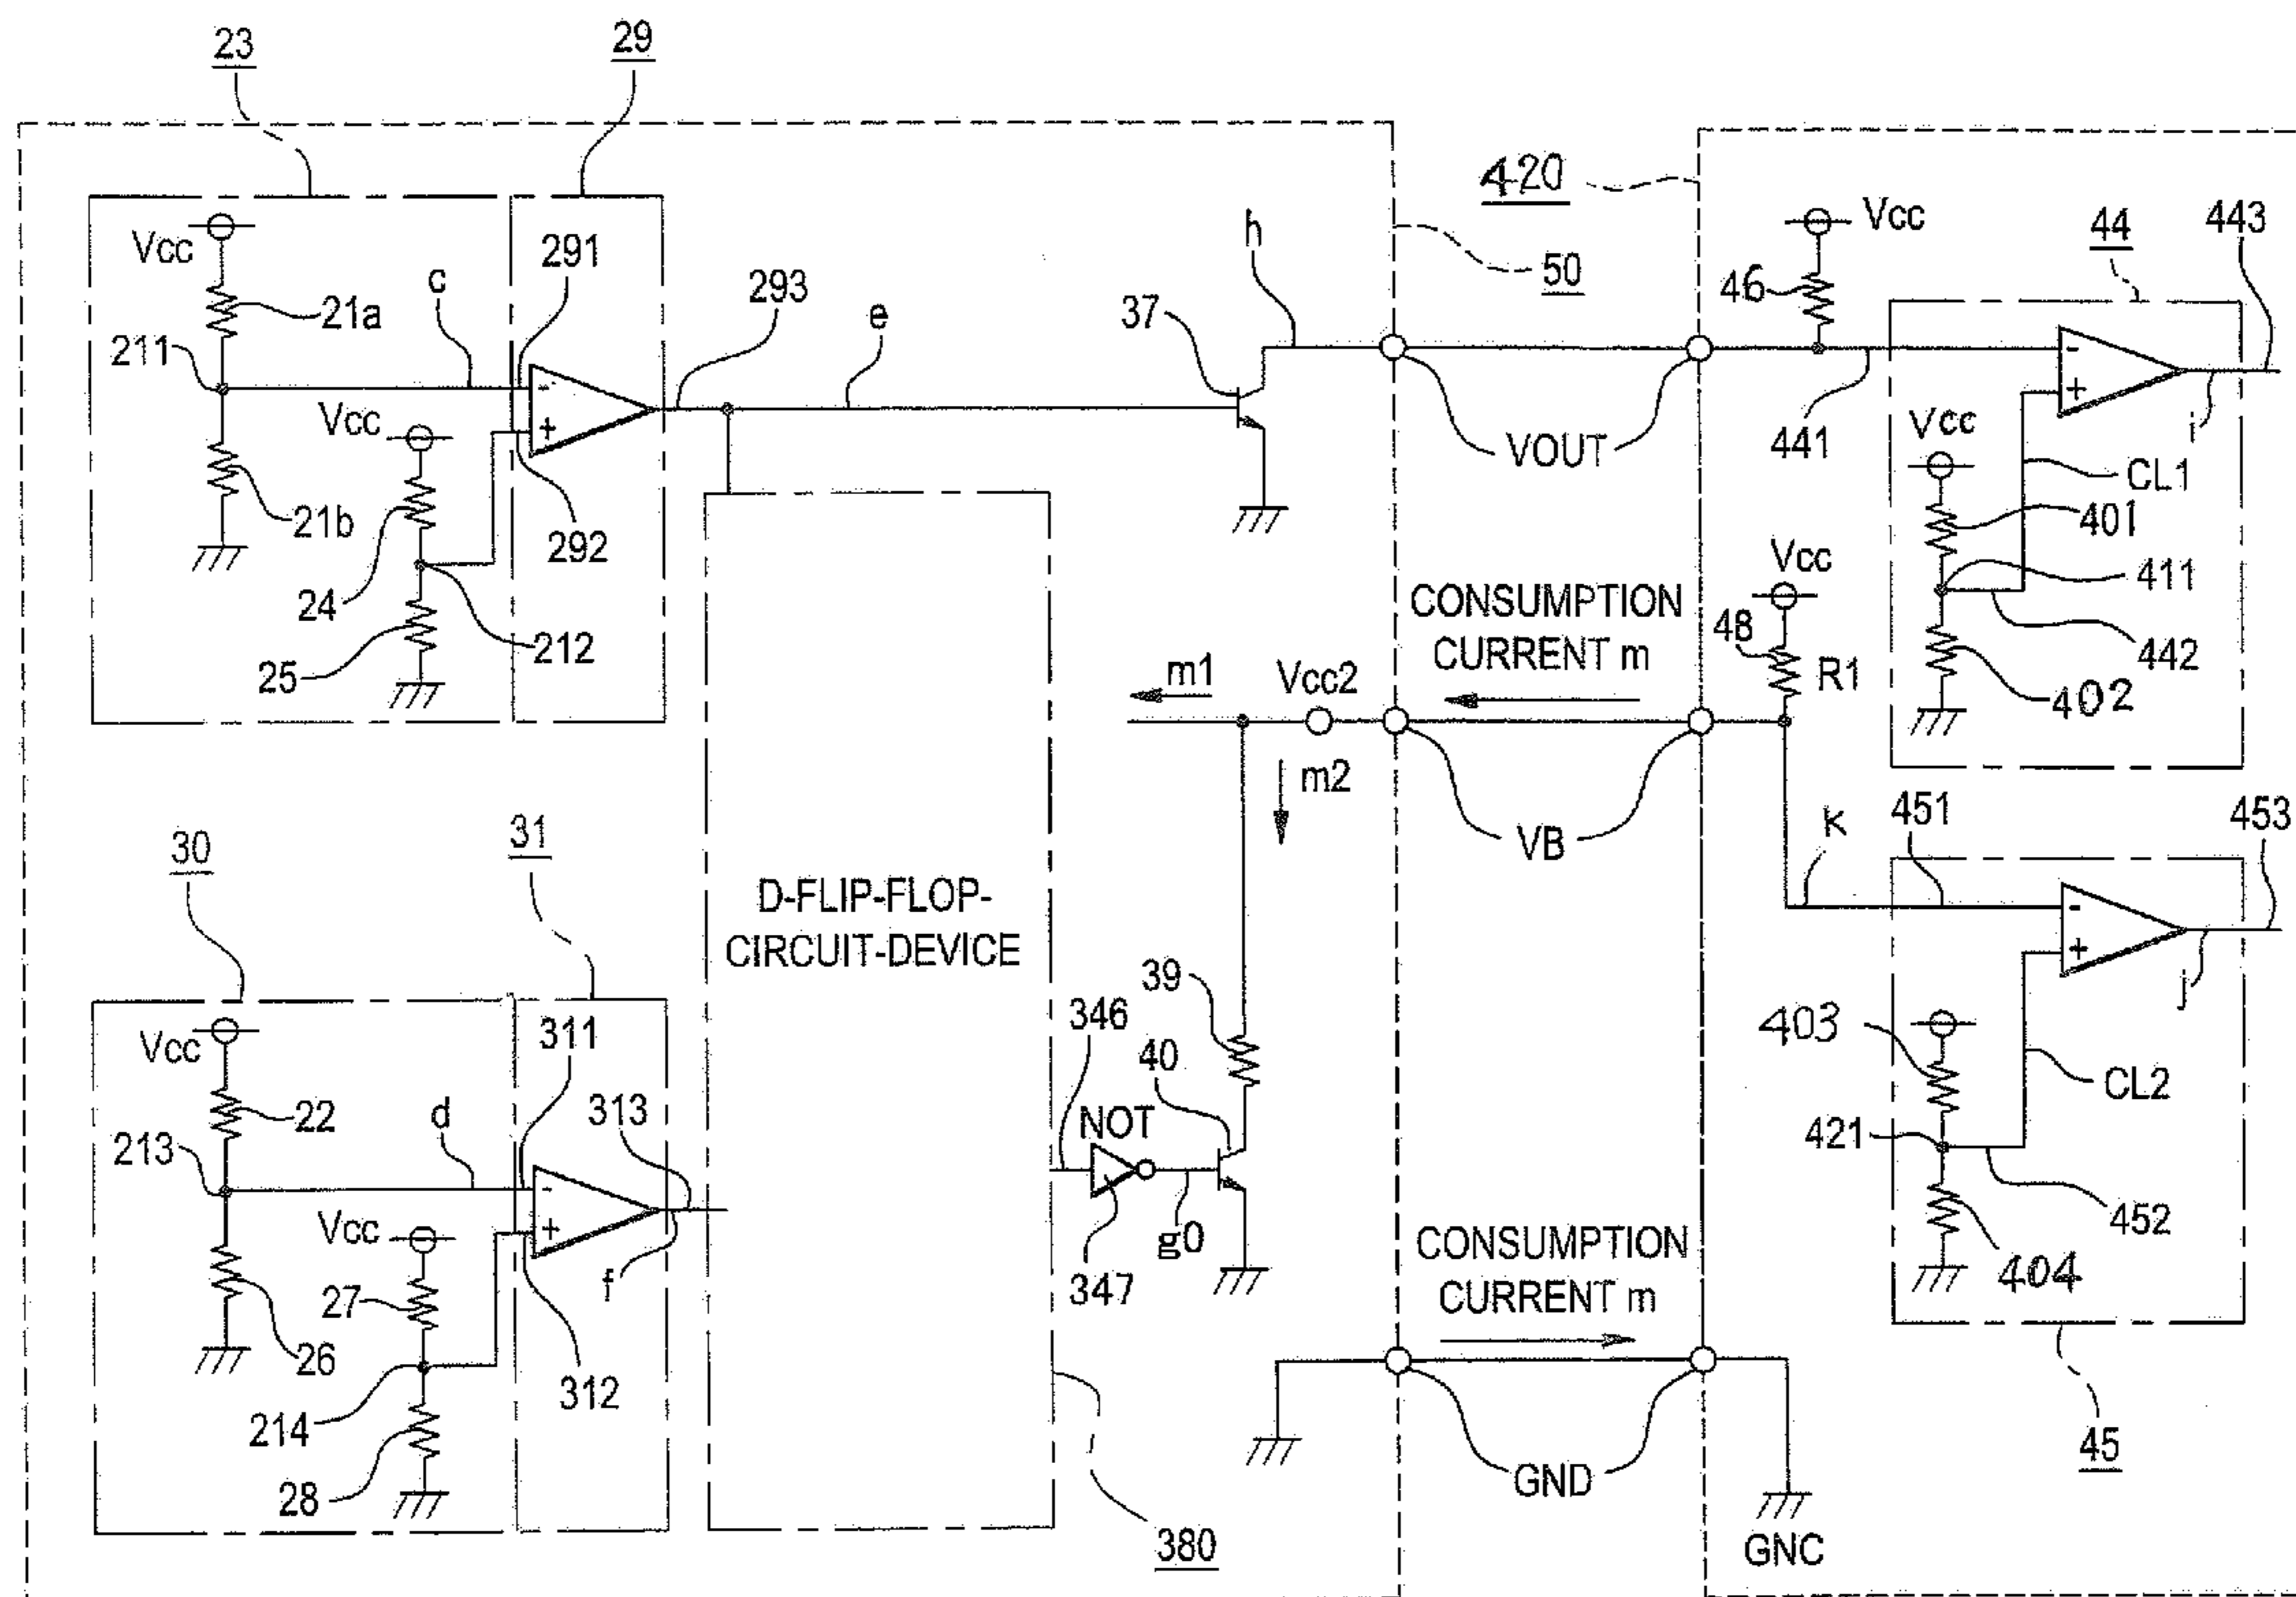 23
29
Vcc
21a
211
21b
c
291
293
Vcc
24
25
292
212
e
h
37
50
420
VOUT
Vcc
46
441
44
443
i
Vcc
CL1
401
411
442
402
CONSUMPTION
CURRENT m
Vcc
48
R1
m1
Vcc2
m2
VB
K
451
453
j
403
CL2
421
452
404
45
30
31
D-FLIP-FLOP-
CIRCUIT-DEVICE
Vcc
22
213
26
d
311
313
Vcc
27
f
312
214
28
346
NOT
39
40
g0
347
CONSUMPTION
CURRENT m
GND
GNC
380